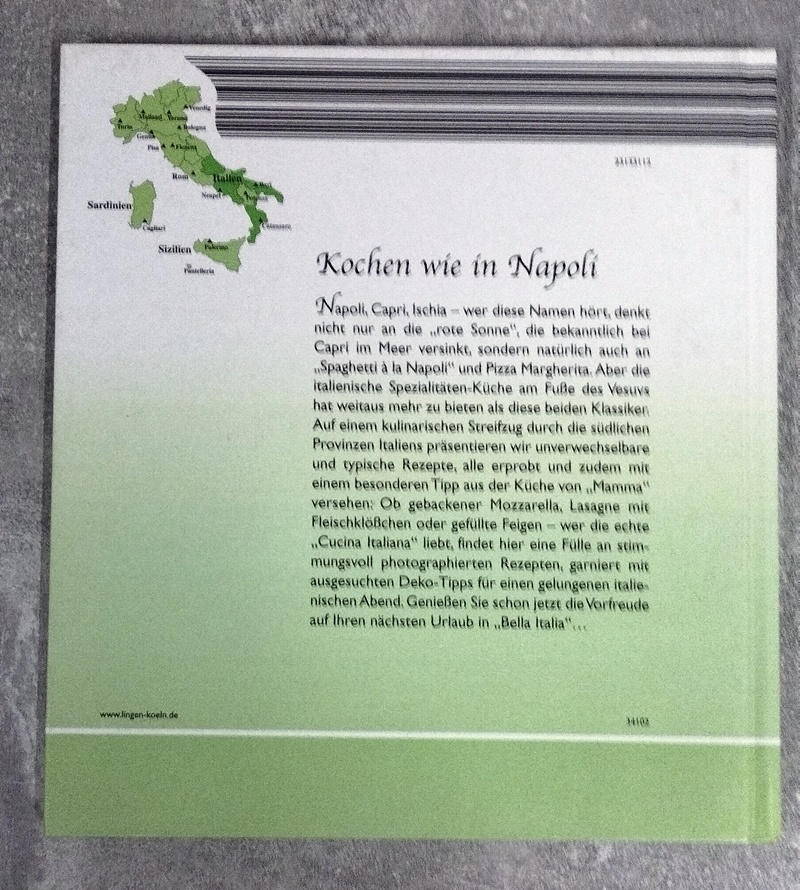 Venedig
Mailand Verona
Turin
Bologna
Genua
Pisa Florenz
Rom
Italien
Bari
Neapel
Potenza
Sardinien
Cagliari
Catanzaro
Sizilien Palermo
Pantelleria
Kochen wie in Napoli
Napoli, Capri, Ischia – wer diese Namen hört, denkt
nicht nur an die „rote Sonne“, die bekanntlich bei
Capri im Meer versinkt, sondern natürlich auch an
„Spaghetti à la Napoli“ und Pizza Margherita. Aber die
italienische Spezialitäten-Küche am Fuße des Vesuvs
hat weitaus mehr zu bieten als diese beiden Klassiker.
Auf einem kulinarischen Streifzug durch die südlichen
Provinzen Italiens präsentieren wir unverwechselbare
und typische Rezepte, alle erprobt und zudem mit
einem besonderen Tipp aus der Küche von „Mamma“
versehen: Ob gebackener Mozzarella, Lasagne mit
Fleischklößchen oder gefüllte Feigen – wer die echte
„Cucina Italiana“ liebt, findet hier eine Fülle an stim-
mungsvoll photographierten Rezepten, garniert mit
ausgesuchten Deko-Tipps für einen gelungenen italie-
nischen Abend. Genießen Sie schon jetzt die Vorfreude
auf Ihren nächsten Urlaub in „Bella Italia“...
www.lingen-koeln.de